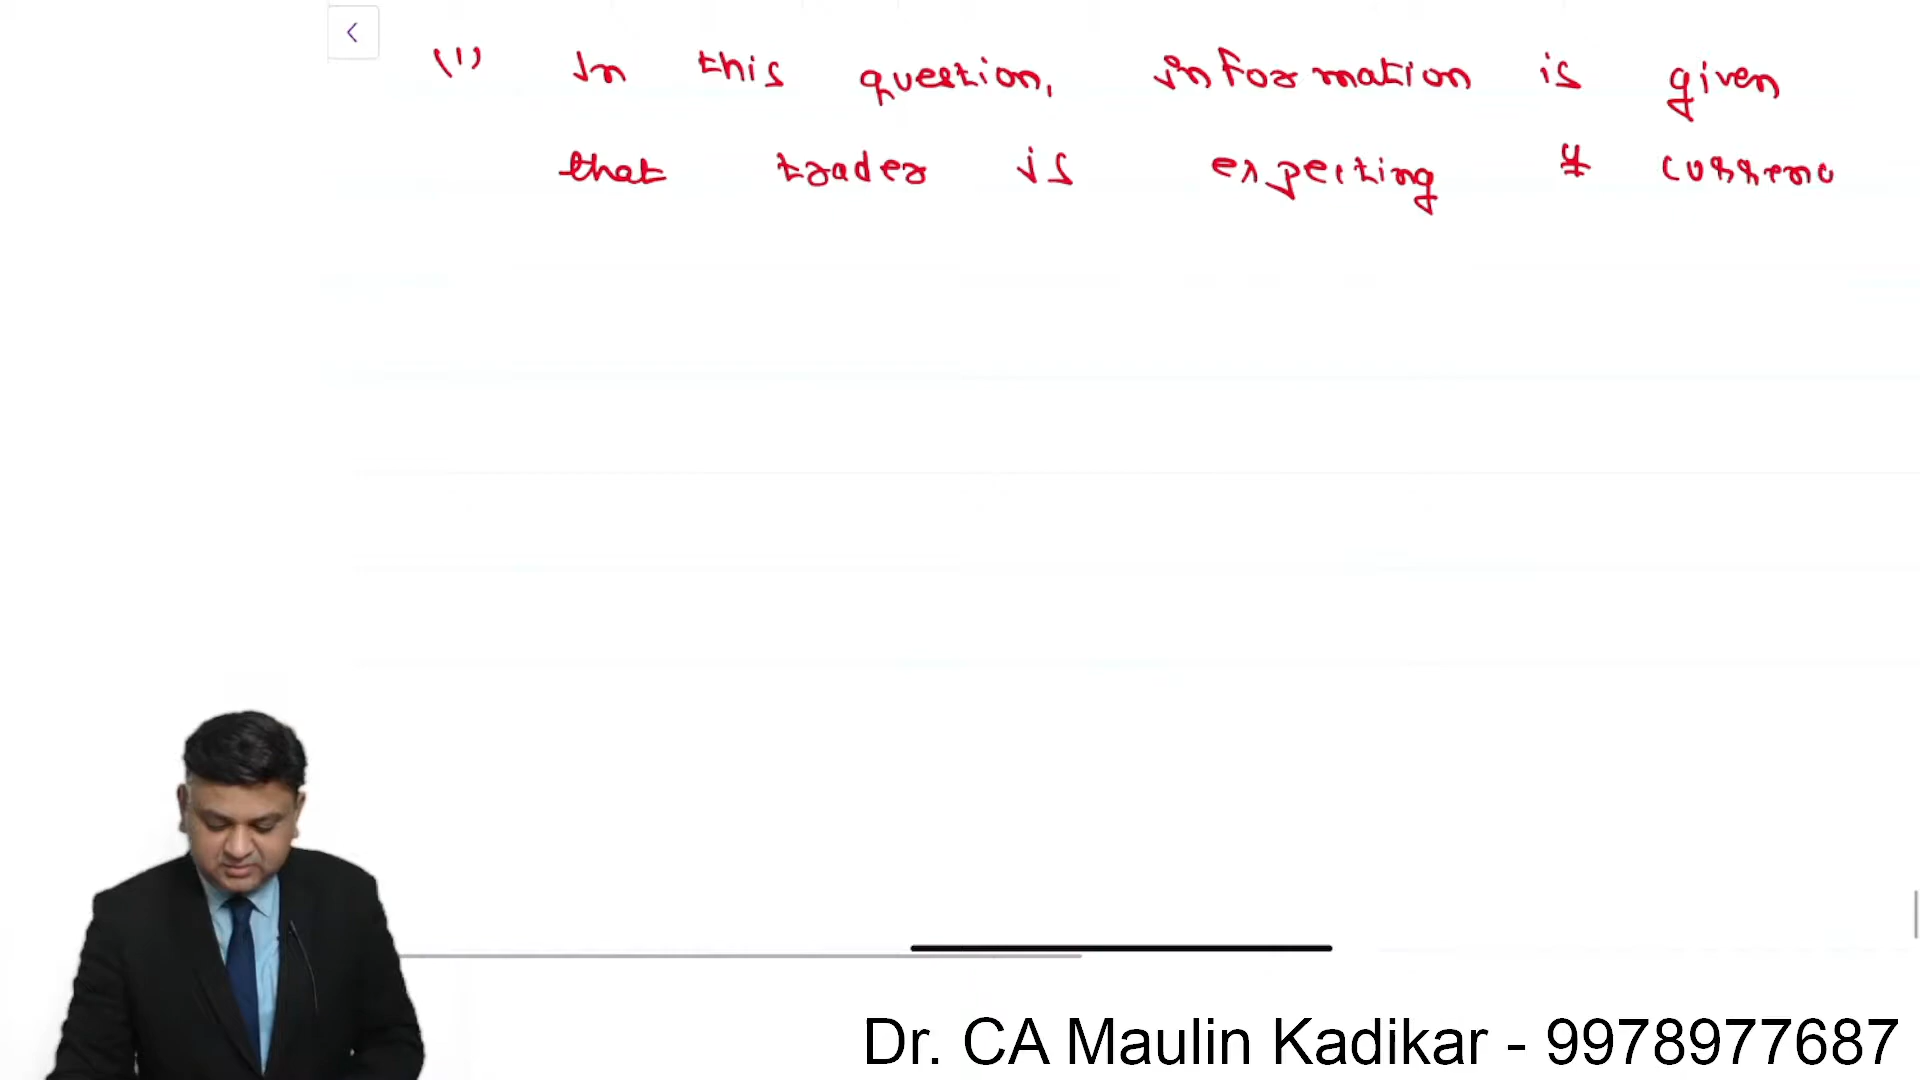 (1) In this question, information is given
that trader is expecting ¥ currenc
Dr. CA Maulin Kadikar - 9978977687